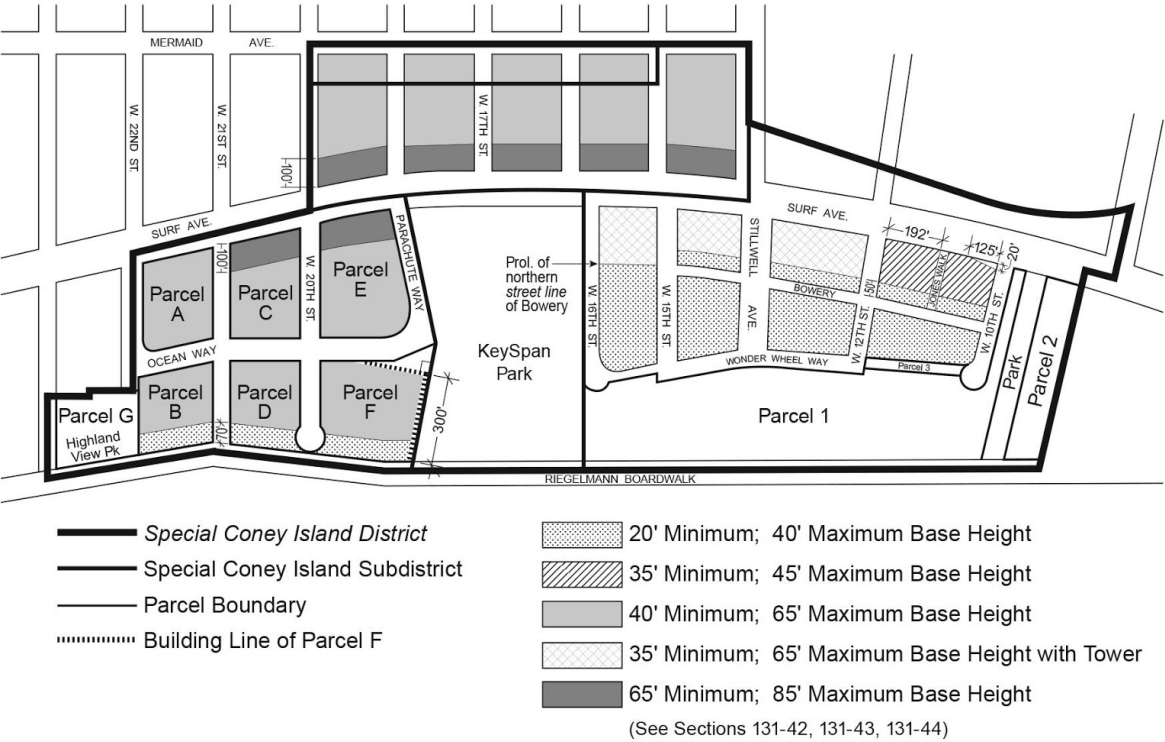 MERMAID AVE.
W. 22ND ST.
W. 21ST ST.
W. 17TH ST.
100'
SURF AVE.
SURF AVE.
192'
125'
20'
100'
W. 20TH ST.
PARACHUTE WAY
Parcel
A
Parcel
C
Parcel
E
Prol. of
northern
street line
of Bowery
W. 16TH ST.
W. 15TH ST.
STILLWELL AVE.
BOWERY
50'
W. 12TH ST.
JONES WALK
W. 10TH ST.
OCEAN WAY
KeySpan
Park
WONDER WHEEL WAY
Parcel 3
Park
Parcel 2
Parcel G
Highland
View Pk
Parcel
B
70'
Parcel
D
Parcel
F
300'
Parcel 1
RIEGELMANN BOARDWALK
Special Coney Island District
Special Coney Island Subdistrict
Parcel Boundary
Building Line of Parcel F
20' Minimum; 40' Maximum Base Height
35' Minimum; 45' Maximum Base Height
40' Minimum; 65' Maximum Base Height
35' Minimum; 65' Maximum Base Height with Tower
65' Minimum; 85' Maximum Base Height
(See Sections 131-42, 131-43, 131-44)